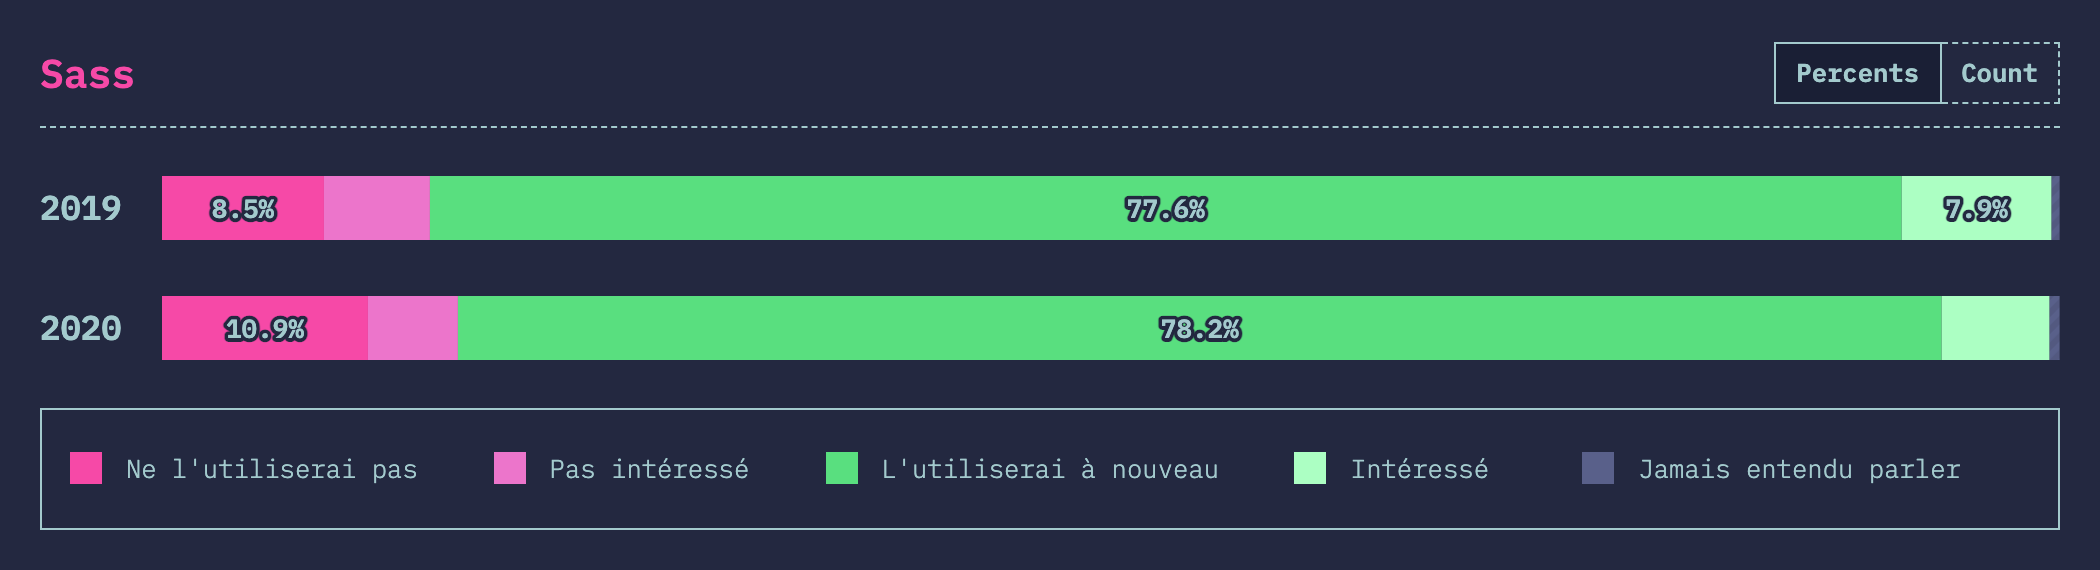 Sass
Percents Count
2019 8.5% 77.6% 7.9%
2020 10.9% 78.2%
Ne l'utiliserai pas Pas intéressé L'utiliserai à nouveau Intéressé Jamais entendu parler